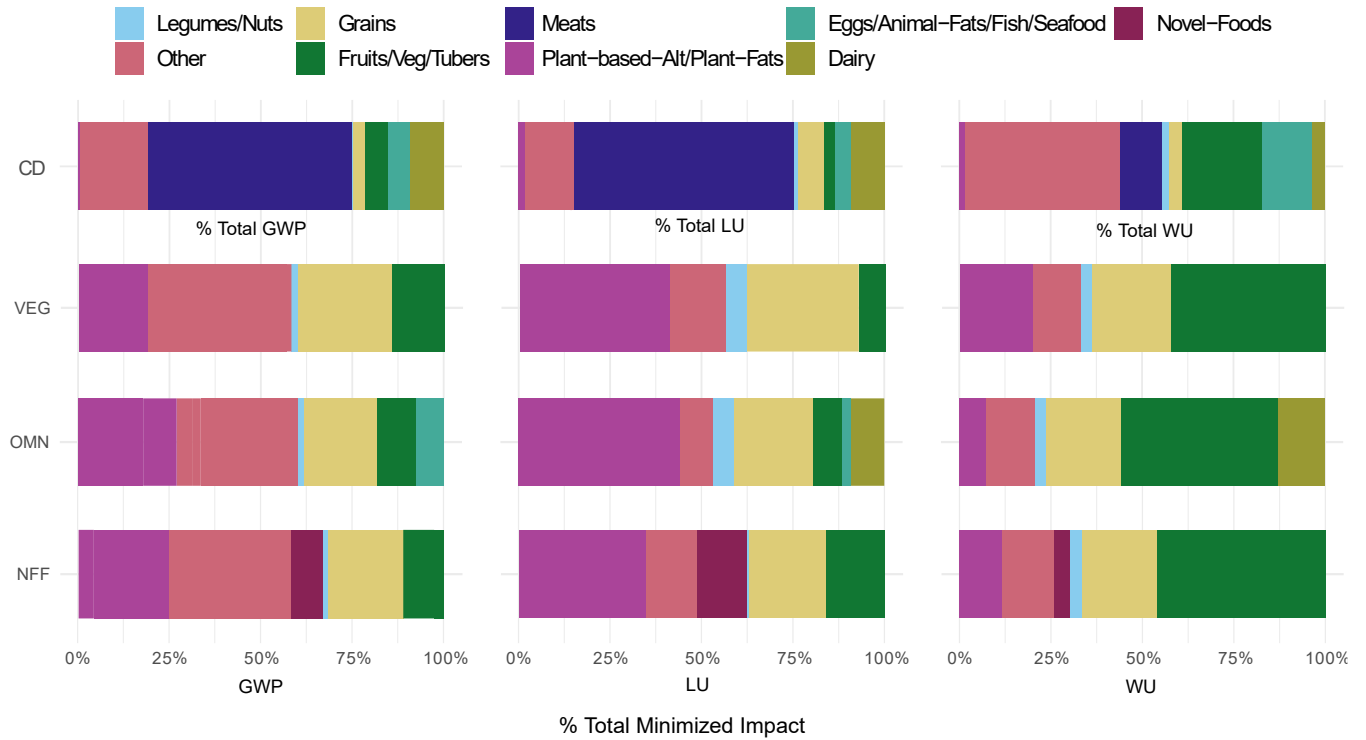 Legumes/Nuts Grains Meats Eggs/Animal−Fats/Fish/Seafood Novel−Foods
Other Fruits/Veg/Tubers Plant−based−Alt/Plant−Fats Dairy
CD
% Total GWP % Total LU % Total WU
VEG
OMN
NFF
0% 25% 50% 75% 100% 0% 25% 50% 75% 100% 0% 25% 50% 75% 100%
GWP LU WU
% Total Minimized Impact